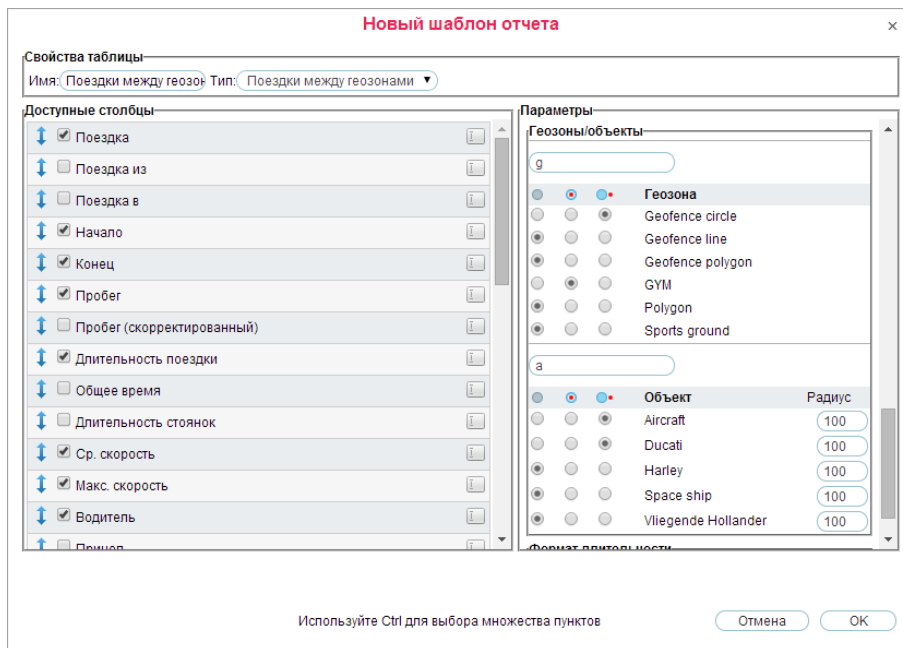 Новый шаблон отчета
×
Свойства таблицы
Имя: Поездки между геозон Тип: Поездки между геозонами
Доступные столбцы
Поездка
Поездка из
Поездка в
Начало
Конец
Пробег
Пробег (скорректированный)
Длительность поездки
Общее время
Длительность стоянок
Ср. скорость
Макс. скорость
Водитель
Прицеп
Параметры
Геозоны/объекты
g
Геозона
Geofence circle
Geofence line
Geofence polygon
GYM
Polygon
Sports ground
a
Объект Радиус
Aircraft 100
Ducati 100
Harley 100
Space ship 100
Vliegende Hollander 100
Формат длительности
Используйте Ctrl для выбора множества пунктов
Отмена
OK